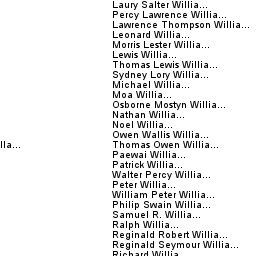 Laury Salter Willia...
Percy Lawrence Willia...
Lawrence Thompson Willia...
Leonard Willia...
Morris Lester Willia...
Lewis Willia...
Thomas Lewis Willia...
Sydney Lory Willia...
Michael Willia...
Moa Willia...
Osborne Mostyn Willia...
Nathan Willia...
Noel Willia...
Owen Wallis Willia...
lla... Thomas Owen Willia...
Paewai Willia...
Patrick Willia...
Walter Percy Willia...
Peter Willia...
William Peter Willia...
Philip Swain Willia...
Samuel R. Willia...
Ralph Willia...
Reginald Robert Willia...
Reginald Seymour Willia...
Richard Willia